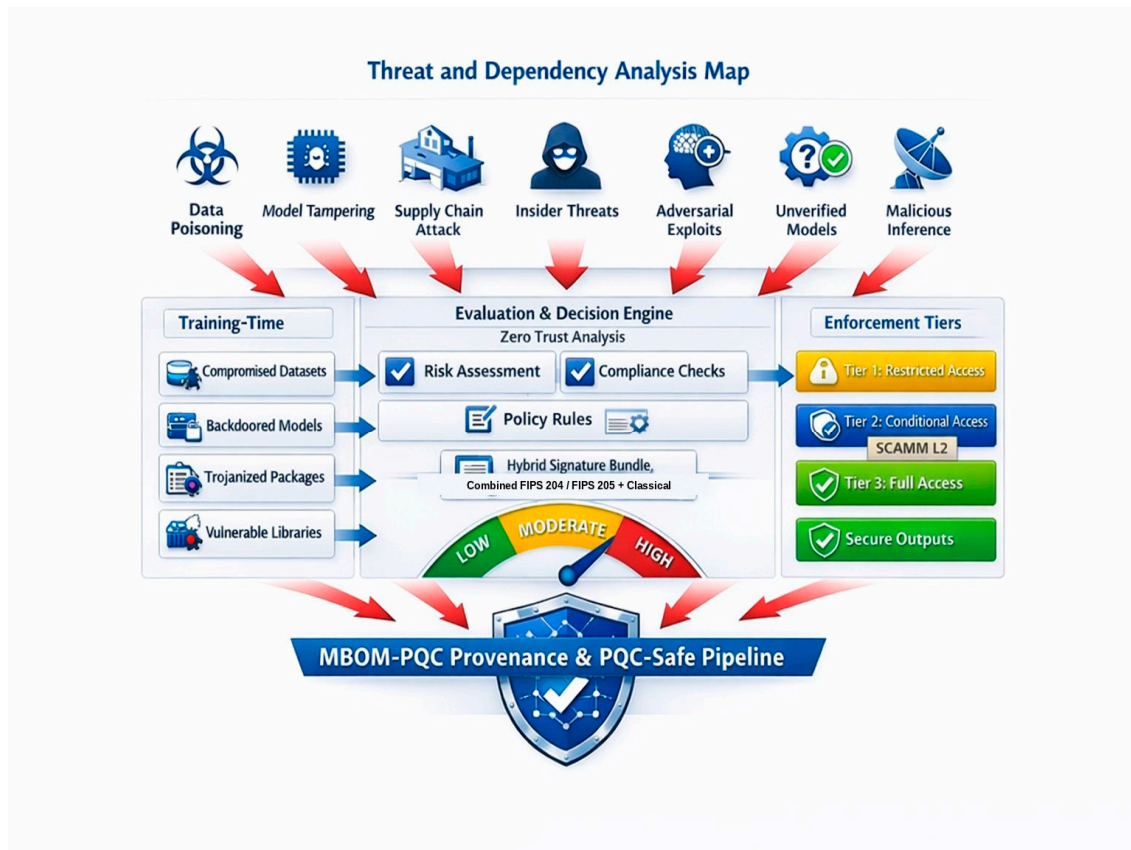 Threat and Dependency Analysis Map
Data
Poisoning
Model Tampering
Supply Chain
Attack
Insider Threats
Adversarial
Exploits
Unverified
Models
Malicious
Inference
Training-Time
Compromised Datasets
Backdoored Models
Trojanized Packages
Vulnerable Libraries
Evaluation & Decision Engine
Zero Trust Analysis
Risk Assessment
Compliance Checks
Policy Rules
Hybrid Signature Bundle,
Combined FIPS 204 / FIPS 205 + Classical
LOW
MODERATE
HIGH
Enforcement Tiers
Tier 1: Restricted Access
Tier 2: Conditional Access
SCAMM L2
Tier 3: Full Access
Secure Outputs
MBOM-PQC Provenance & PQC-Safe Pipeline